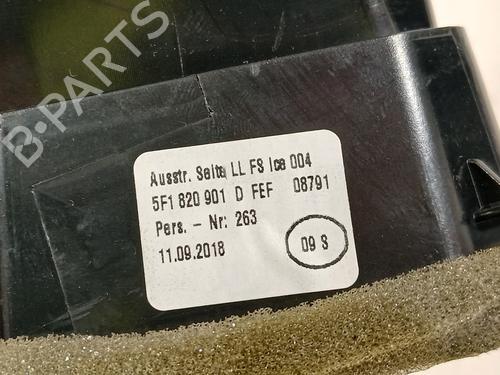 B-PARTS
Ausstr. Seite LL FS Ice 004
5F1 820 901 D FEF 08791
Pers. - Nr: 263
11.09.2018 09 S